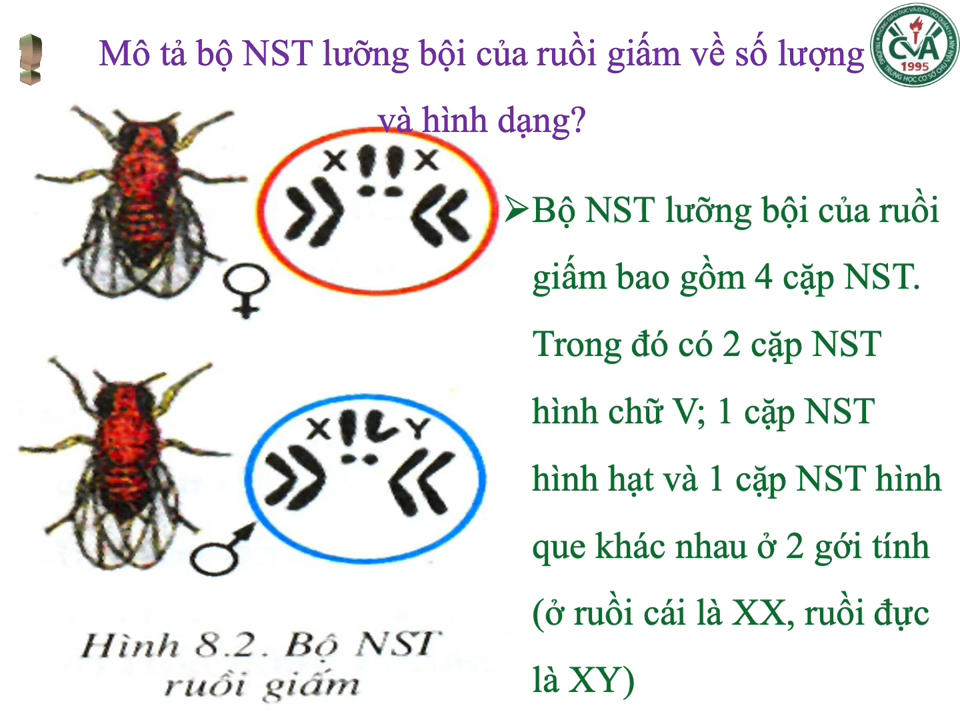 Mô tả bộ NST lưỡng bội của ruồi giấm về số lượng
và hình dạng?
CVA
1995
X X
X Y
➢Bộ NST lưỡng bội của ruồi
giấm bao gồm 4 cặp NST.
Trong đó có 2 cặp NST
hình chữ V; 1 cặp NST
hình hạt và 1 cặp NST hình
que khác nhau ở 2 gới tính
(ở ruồi cái là XX, ruồi đực
là XY)
Hình 8.2. Bộ NST
ruồi giấm